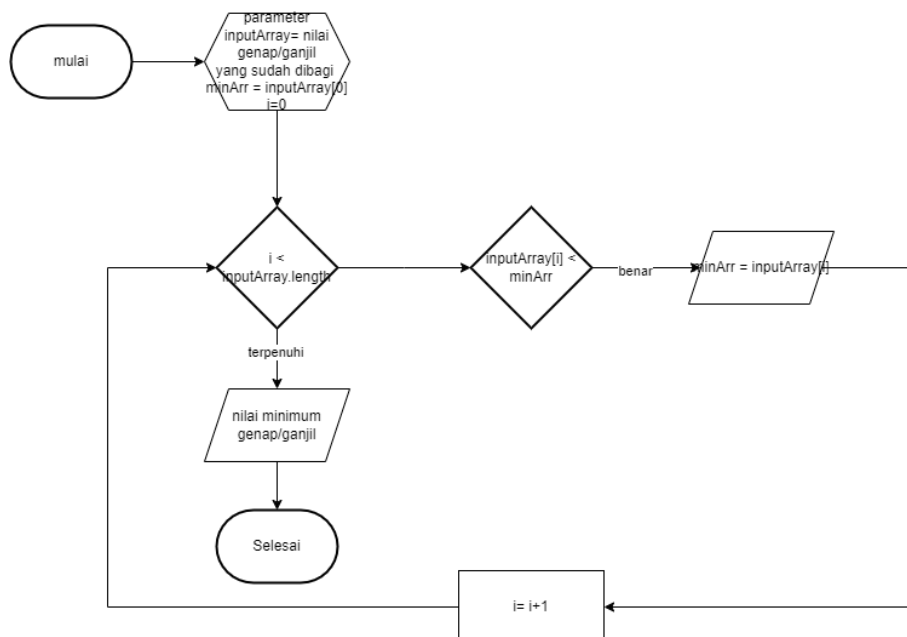 mulai
parameter
inputArray= nilai
genap/ganjil
yang sudah dibagi
minArr = inputArray[0]
i=0
i <
inputArray.length
inputArray[i] <
minArr
benar
minArr = inputArray[i]
terpenuhi
nilai minimum
genap/ganjil
Selesai
i= i+1